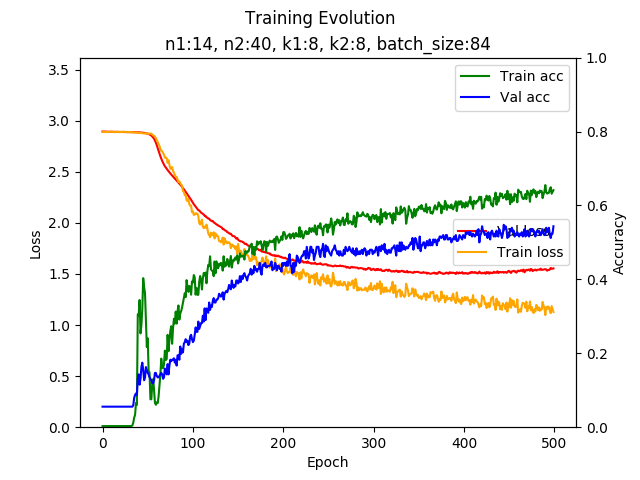 Training Evolution
n1:14, n2:40, k1:8, k2:8, batch_size:84
Train acc
Val acc
loss
Train loss
Loss
3.5
3.0
2.5
2.0
1.5
1.0
0.5
0.0
Accuracy
1.0
0.8
0.6
0.4
0.2
0.0
0
100
200
300
400
500
Epoch